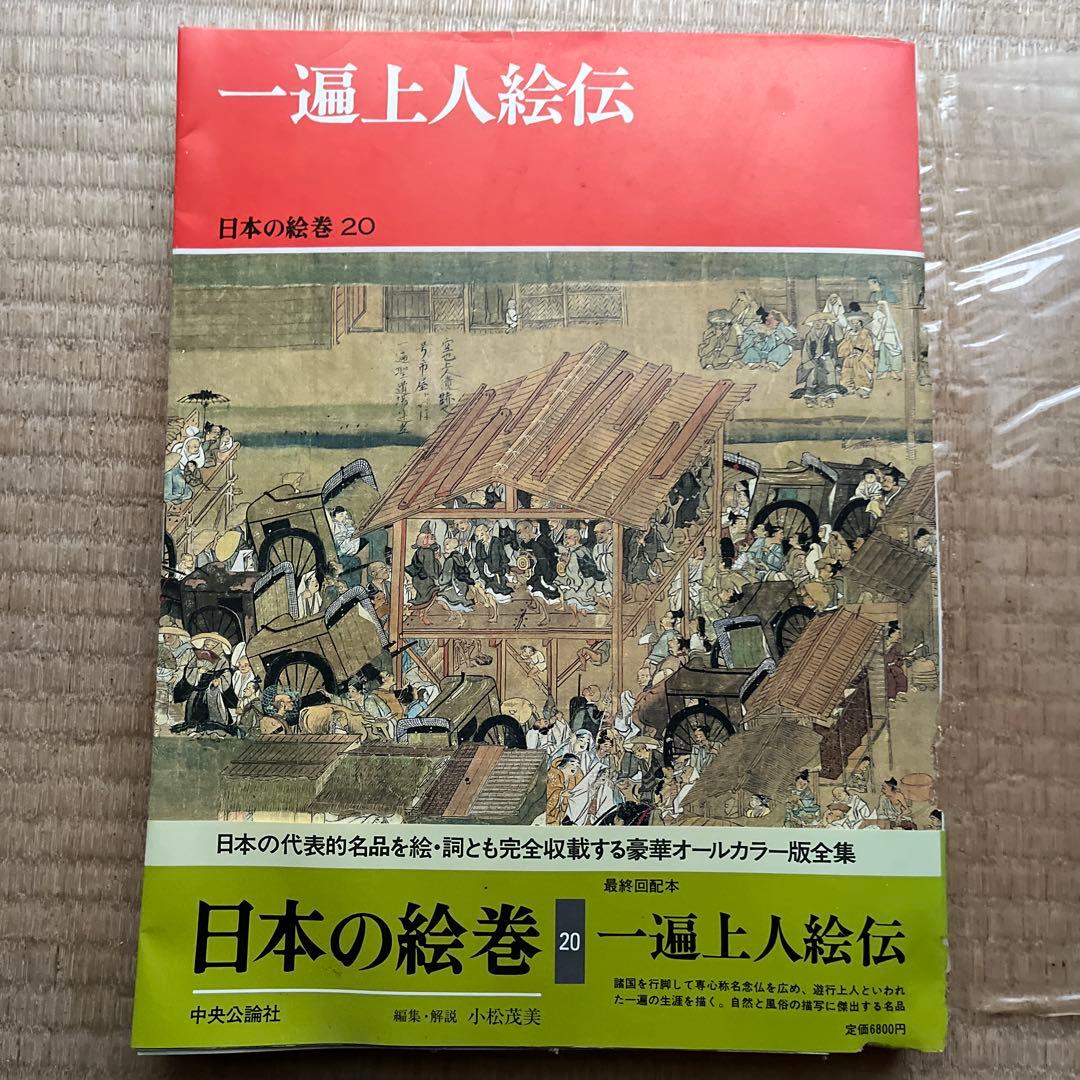 一遍上人絵伝
日本の絵巻 20
日本の代表的名品を絵・詞とも完全収載する豪華オールカラー版全集
最終回配本
日本の絵巻 20 一遍上人絵伝
諸国を行脚して専心称名念仏を広め、遊行上人といわれ
た一遍の生涯を描く。自然と風俗の描写に傑出する名品
中央公論社 編集・解説 小松茂美
定価6800円